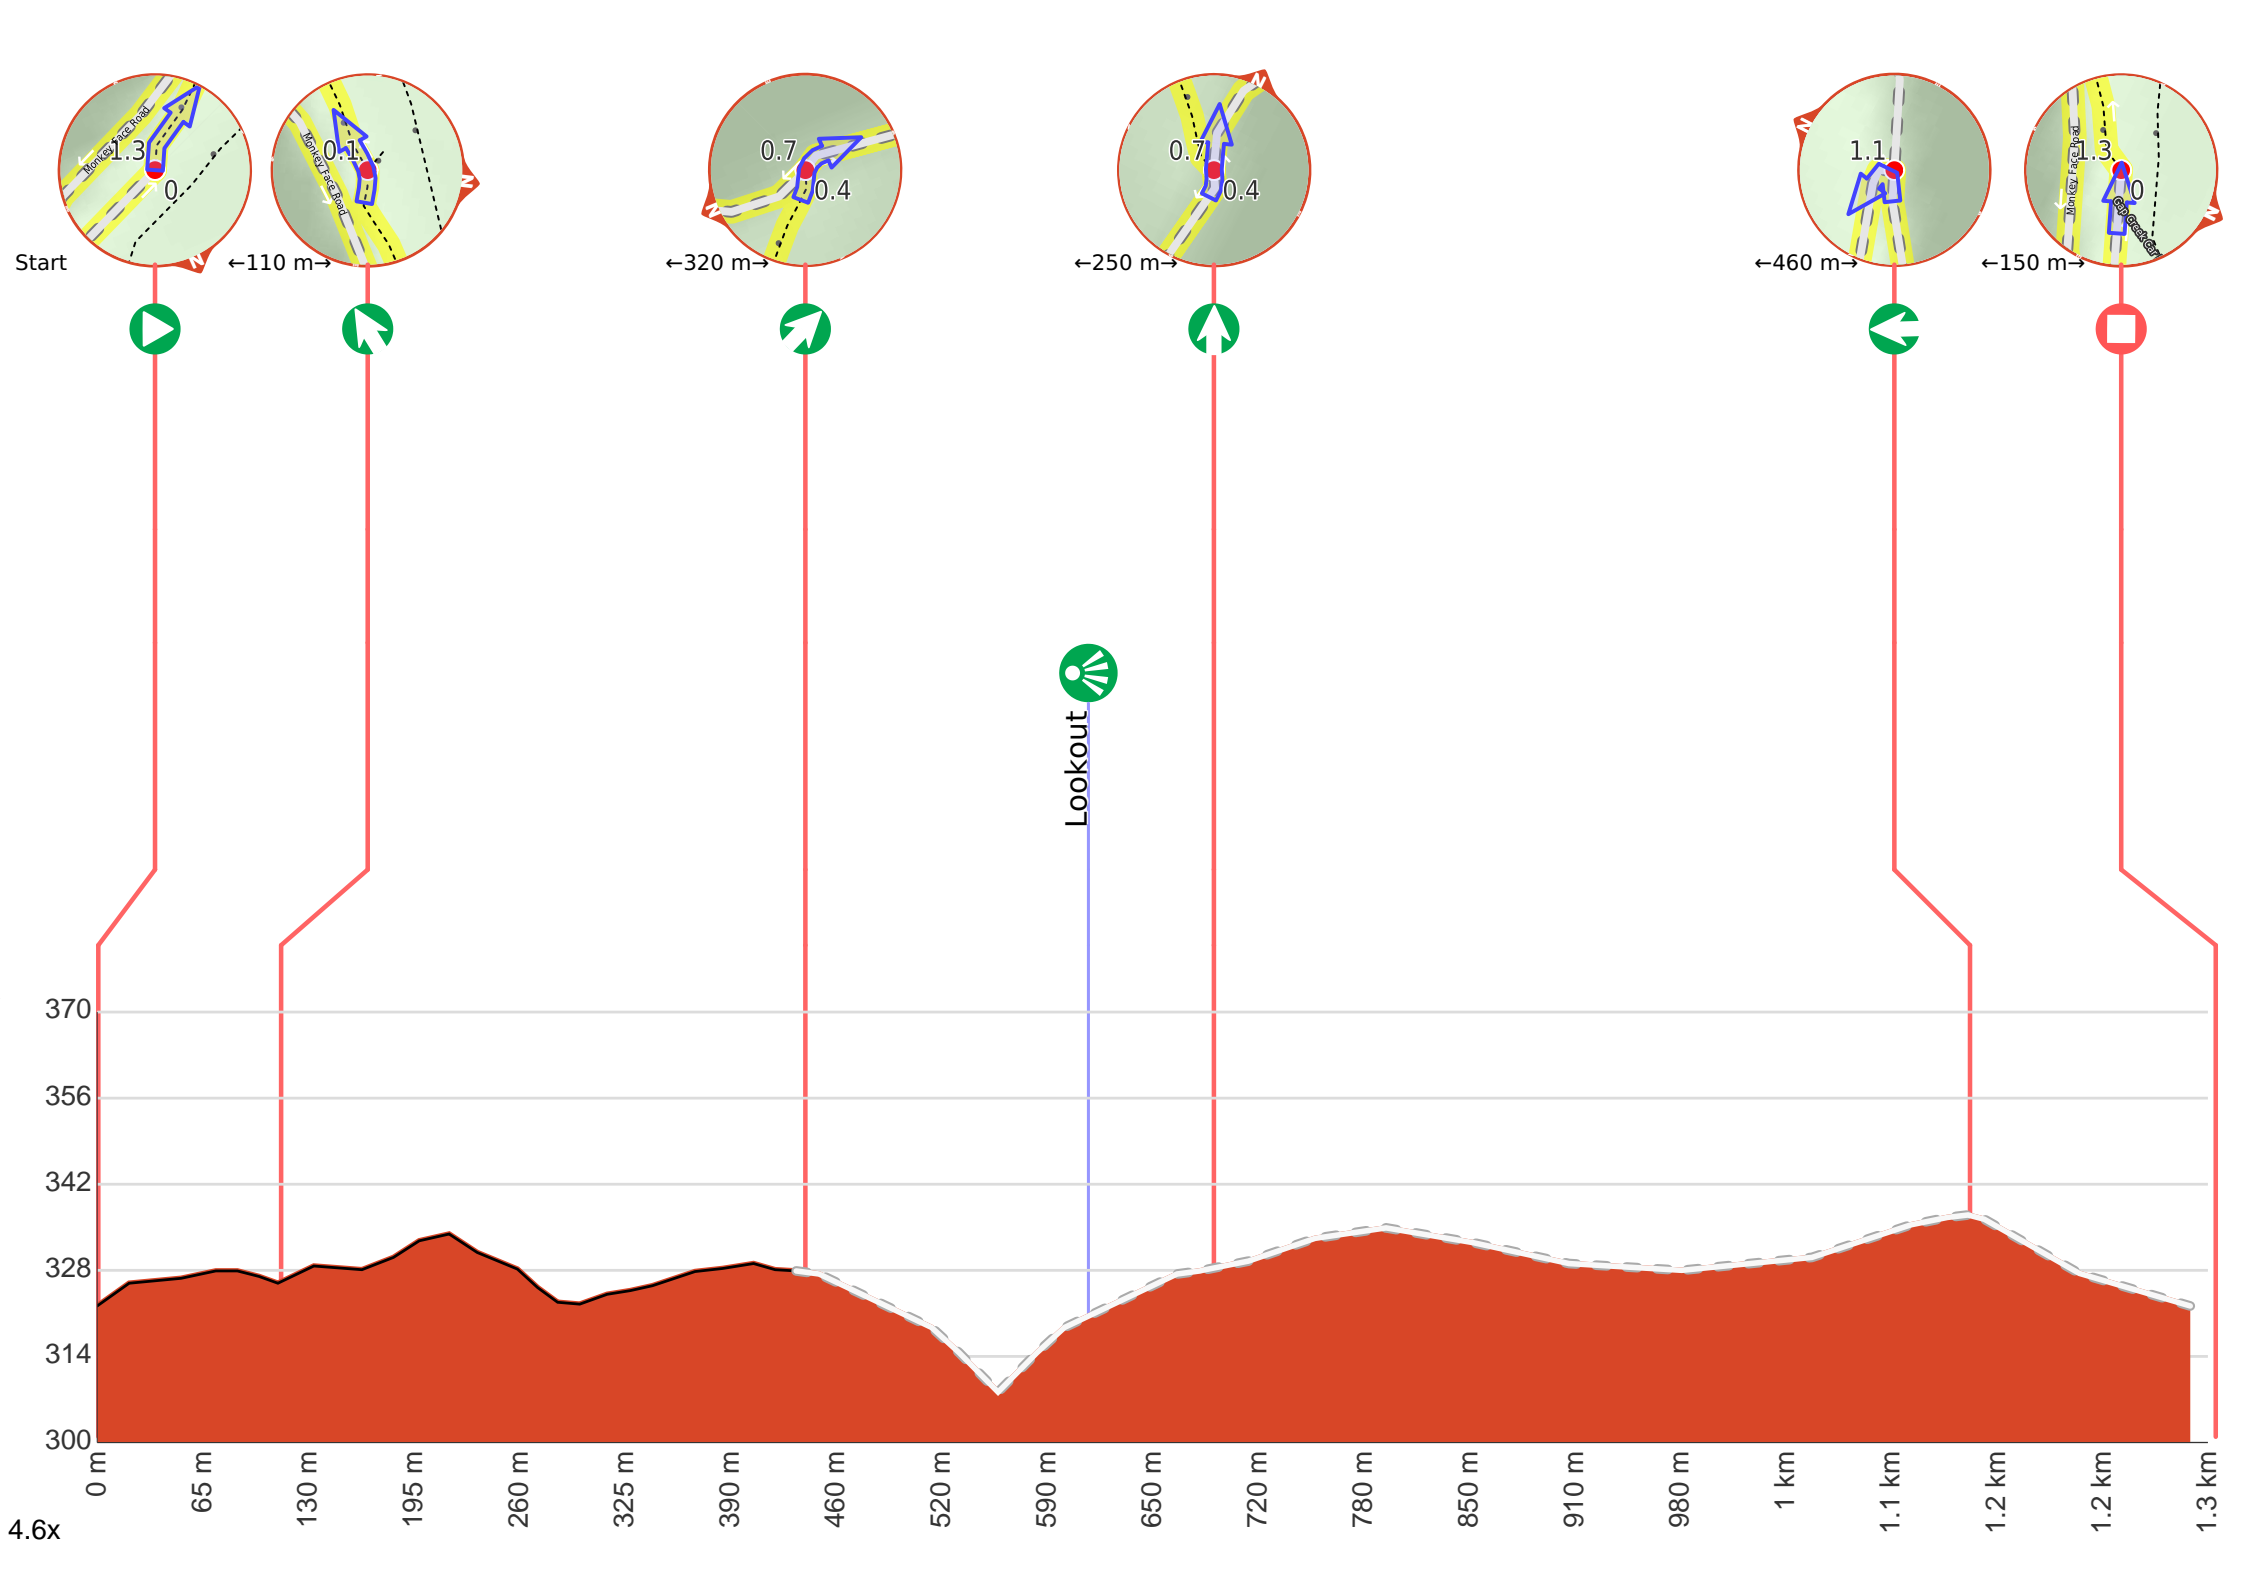 Monkey Face Road
1.3
0
N
Start
Monkey Face Road
0.1
N
←110 m→
0.7
0.4
N
←320 m→
N
0.7
0.4
←250 m→
N
1.1
←460 m→
Monkey Face Road
1.3
0
N
←150 m→
Lookout
370
356
342
328
314
300
0 m
65 m
130 m
195 m
260 m
325 m
390 m
460 m
520 m
590 m
650 m
720 m
780 m
850 m
910 m
980 m
1 km
1.1 km
1.2 km
1.2 km
1.3 km
4.6x